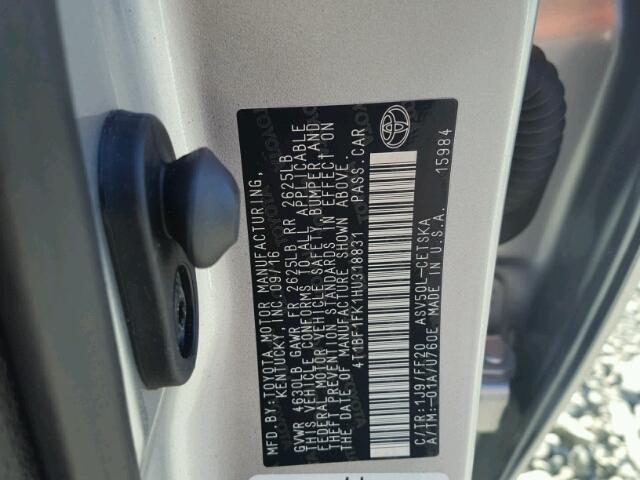 MFD.BY:TOYOTA MOTOR MANUFACTURING,
KENTUCKY, INC. 09/16
GVWR 4630LB GAWR FR 2625LB RR 2625LB
THIS VEHICLE CONFORMS TO ALL APPLICABLE
FEDERAL MOTOR VEHICLE SAFETY, BUMPER, AND
THEFT PREVENTION STANDARDS IN EFFECT ON
THE DATE OF MANUFACTURE SHOWN ABOVE.
4T1BF1FK1HU318831 PASS.CAR
C/TR:1J9/FE20 ASV50L-CETSKA
A/TM:-01A/U760E MADE IN U.S.A. 15984